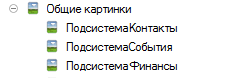 Общие картинки
ПодсистемаКонтакты
ПодсистемаСобытия
ПодсистемаФинансы